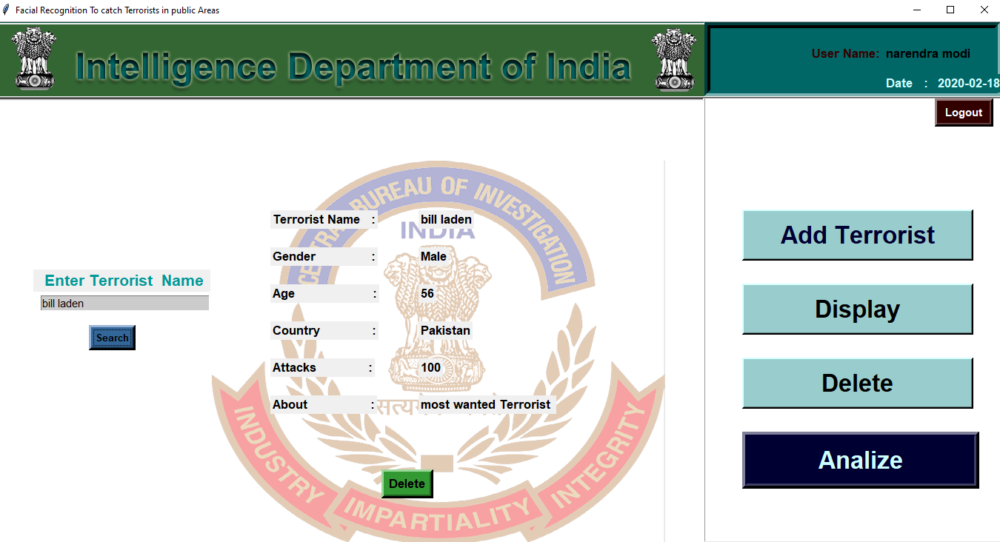 Facial Recognition To catch Terrorists in public Areas
Intelligence Department of India
User Name: narendra modi
Date : 2020-02-18
Logout
CENTRAL BUREAU OF INVESTIGATION
INDIA
Terrorist Name : bill laden
Gender : Male
Age : 56
Country : Pakistan
Attacks : 100
About : most wanted Terrorist
Enter Terrorist Name
bill laden
Search
Delete
INDUSTRY
IMPARTIALITY
INTEGRITY
Add Terrorist
Display
Delete
Analize